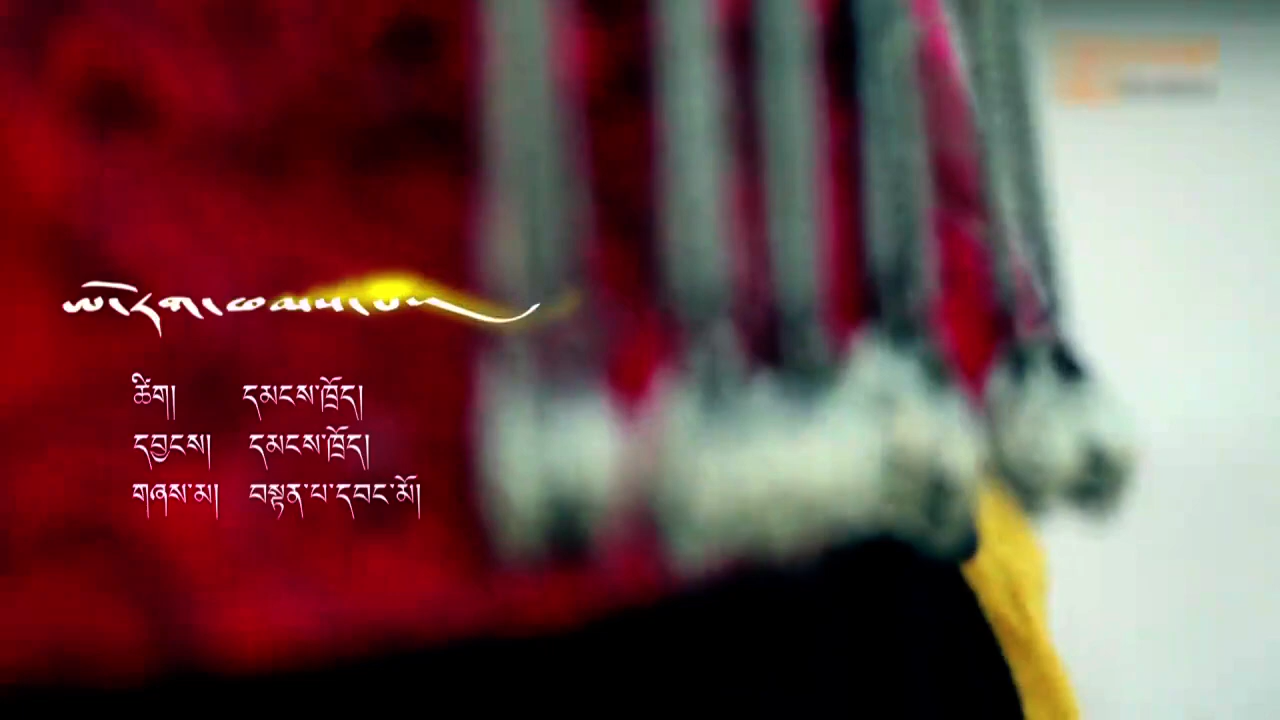 ཚིག། དམངས་ཁྲོད།
དབྱངས། དམངས་ཁྲོད།
གཞས་མ། བསྟན་པ་དབང་མོ།